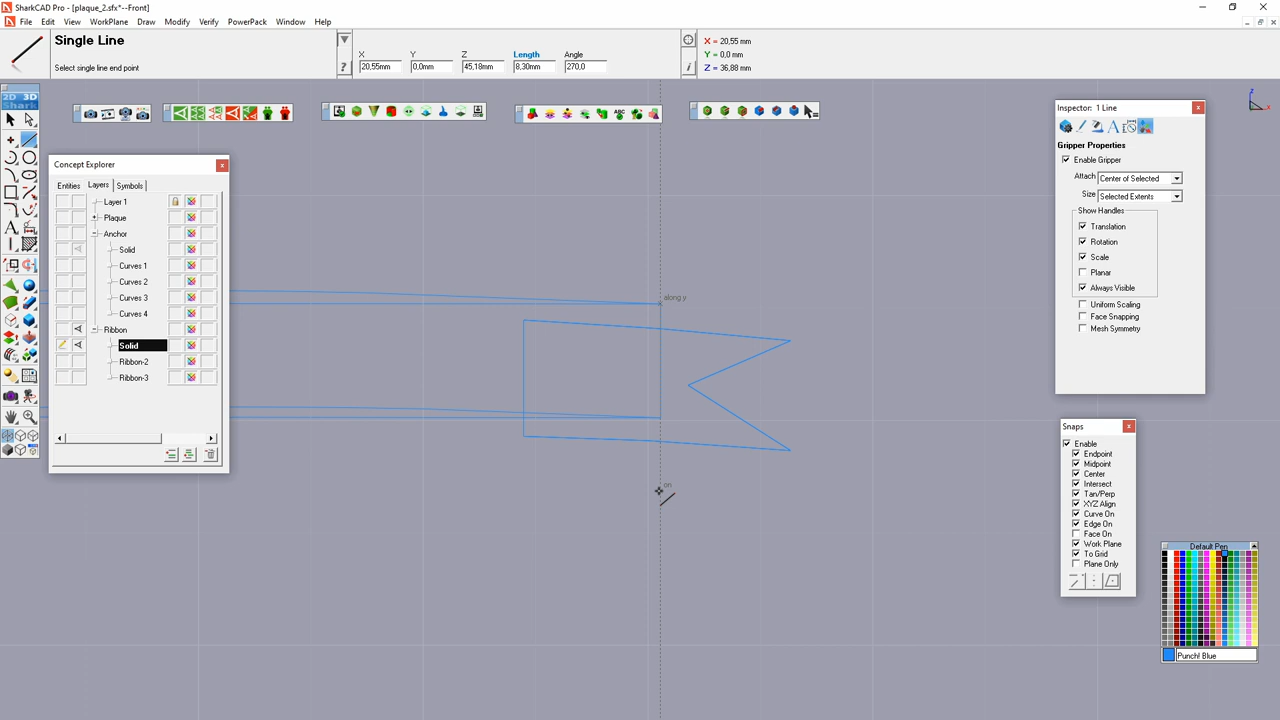 SharkCAD Pro - [plaque_2.sfx*--Front]
File Edit View WorkPlane Draw Modify Verify PowerPack Window Help
Single Line
Select single line end point
X Y Z Length Angle
20,55mm 0,0mm 45,18mm 8,30mm 270,0
X = 20,55 mm
Y = 0,0 mm
Z = 36,88 mm
2D 3D
Shark
Concept Explorer
Entities Layers Symbols
Layer 1
Plaque
Anchor
Solid
Curves 1
Curves 2
Curves 3
Curves 4
Ribbon
Solid
Ribbon-2
Ribbon-3
along y
on
Inspector: 1 Line
Gripper Properties
Enable Gripper
Attach Center of Selected
Size Selected Extents
Show Handles
Translation
Rotation
Scale
Planar
Always Visible
Uniform Scaling
Face Snapping
Mesh Symmetry
Snaps
Enable
Endpoint
Midpoint
Center
Intersect
Tan/Perp
XYZ Align
Curve On
Edge On
Face On
Work Plane
To Grid
Plane Only
Default Pen
Punch! Blue